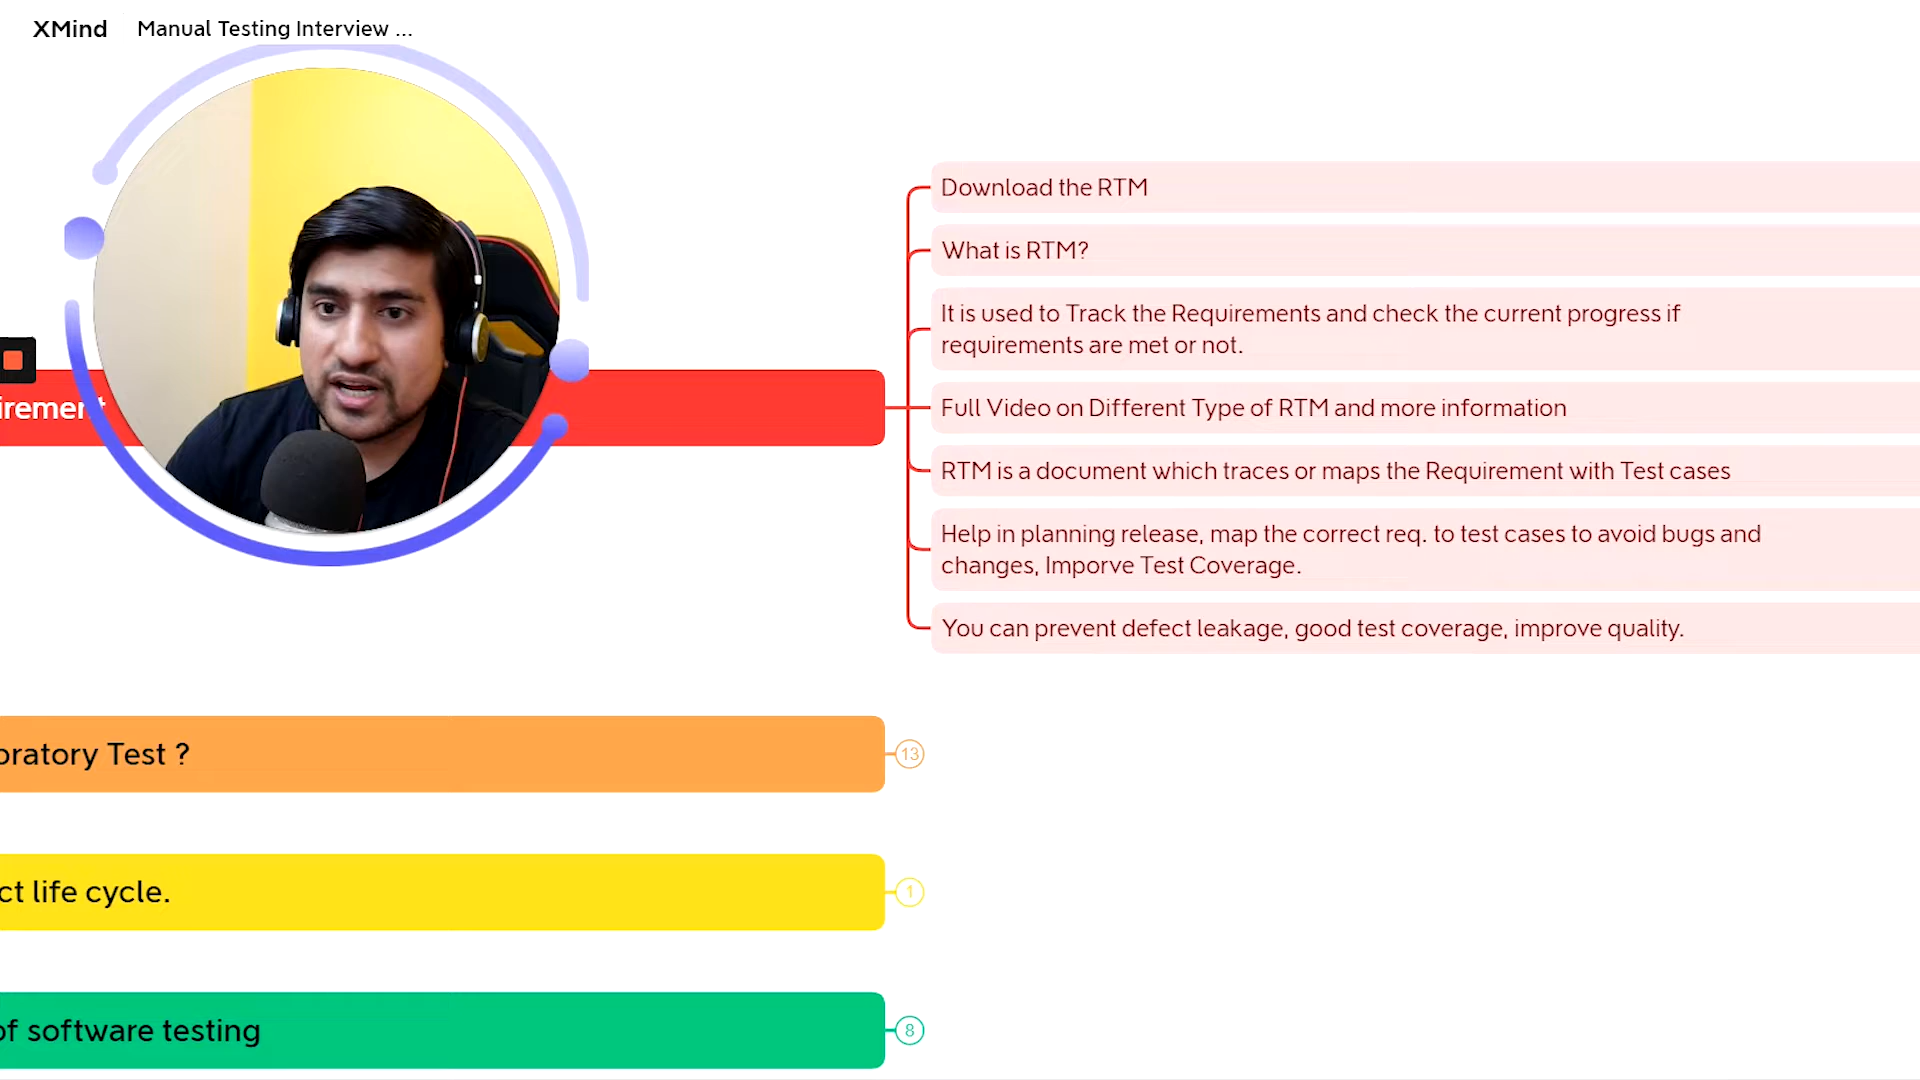 XMind Manual Testing Interview ...
Download the RTM
What is RTM?
It is used to Track the Requirements and check the current progress if
requirements are met or not.
irement
Full Video on Different Type of RTM and more information
RTM is a document which traces or maps the Requirement with Test cases
Help in planning release, map the correct req. to test cases to avoid bugs and
changes, Imporve Test Coverage.
You can prevent defect leakage, good test coverage, improve quality.
oratory Test ?
13
ct life cycle.
1
of software testing
8